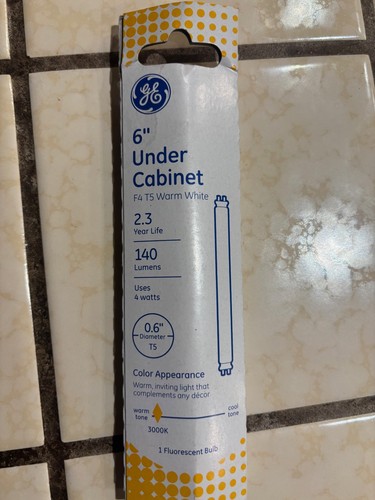 GE
6"
Under
Cabinet
F4 T5 Warm White
2.3
Year Life
140
Lumens
Uses
4 watts
0.6"
Diameter
T5
Color Appearance
Warm, inviting light that
complements any décor
warm
tone
cool
tone
3000K
1 Fluorescent Bulb